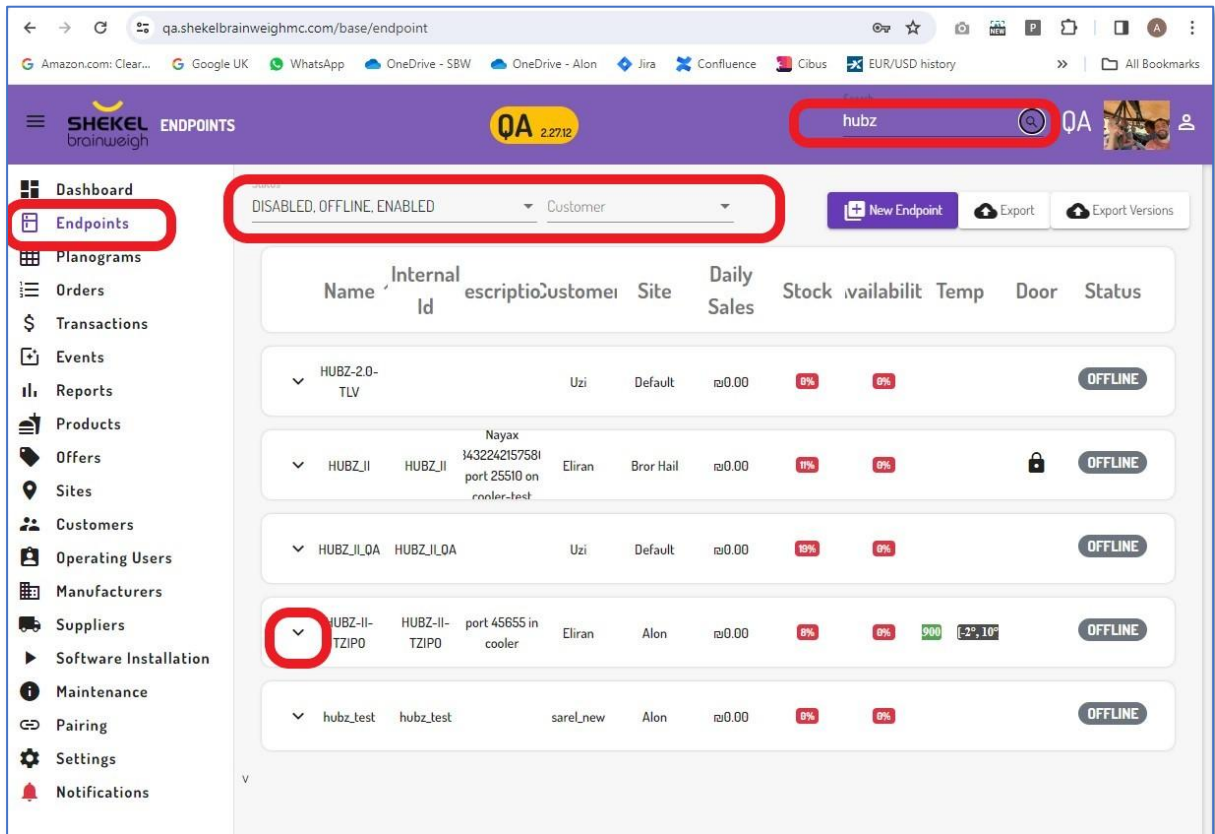 qa.shekelbrainweighmc.com/base/endpoint
Amazon.com: Clear... Google UK WhatsApp OneDrive - SBW OneDrive - Alon Jira Confluence Cibus EUR/USD history » All Bookmarks
SHEKEL brainweigh ENDPOINTS QA 2.27.12 hubz QA
Dashboard
Endpoints
Planograms
Orders
Transactions
Events
Reports
Products
Offers
Sites
Customers
Operating Users
Manufacturers
Suppliers
Software Installation
Maintenance
Pairing
Settings
Notifications
DISABLED, OFFLINE, ENABLED Customer
New Endpoint Export Export Versions
Name Internal Id escriptio ustome Site Daily Sales Stock vailabilit Temp Door Status
HUBZ-2.0-
TLV
Uzi Default ₪0.00 0% 0% OFFLINE
HUBZ_II HUBZ_II
Nayax
port 25510 on
cooler-test
Eliran Bror Hail ₪0.00 11% 0% OFFLINE
HUBZ_II_QA HUBZ_II_QA Uzi Default ₪0.00 19% 0% OFFLINE
HUBZ-II-
TZIPO
HUBZ-II-
TZIPO
port 45655 in
cooler
Eliran Alon ₪0.00 8% 0% 900 [-2°, 10° OFFLINE
hubz_test hubz_test sarel_new Alon ₪0.00 0% 0% OFFLINE
v